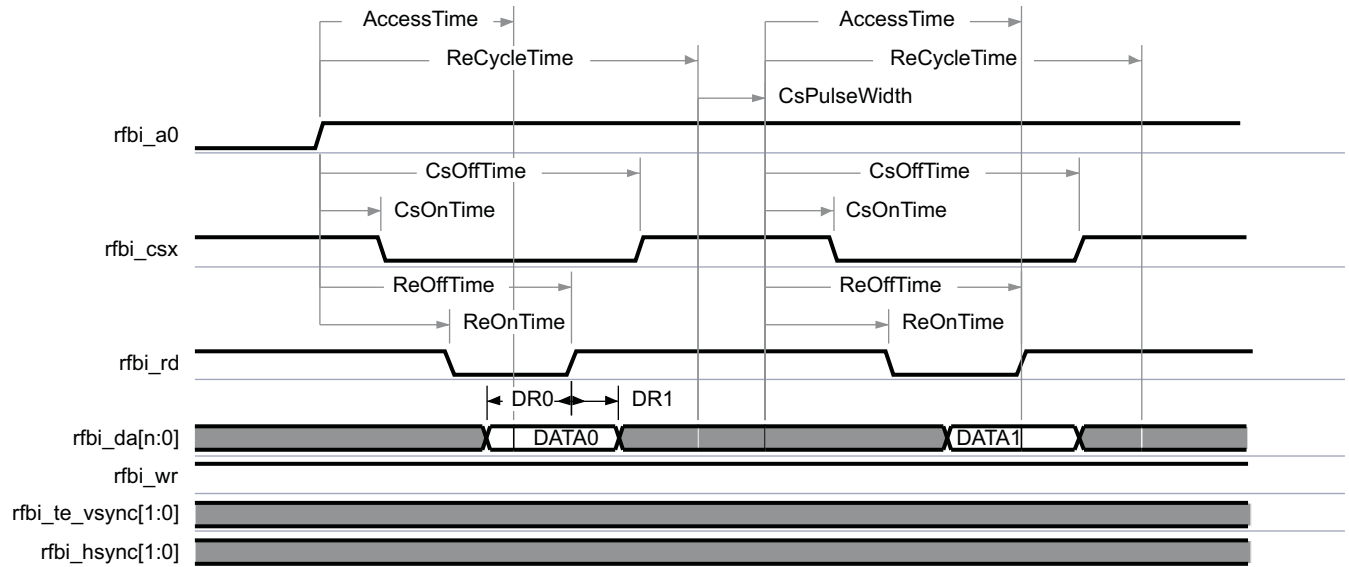 AccessTime AccessTime
ReCycleTime ReCycleTime
CsPulseWidth
rfbi_a0
CsOffTime CsOffTime
CsOnTime CsOnTime
rfbi_csx
ReOffTime ReOffTime
ReOnTime ReOnTime
rfbi_rd
DR0 DR1
rfbi_da[n:0] DATA0 DATA1
rfbi_wr
rfbi_te_vsync[1:0]
rfbi_hsync[1:0]